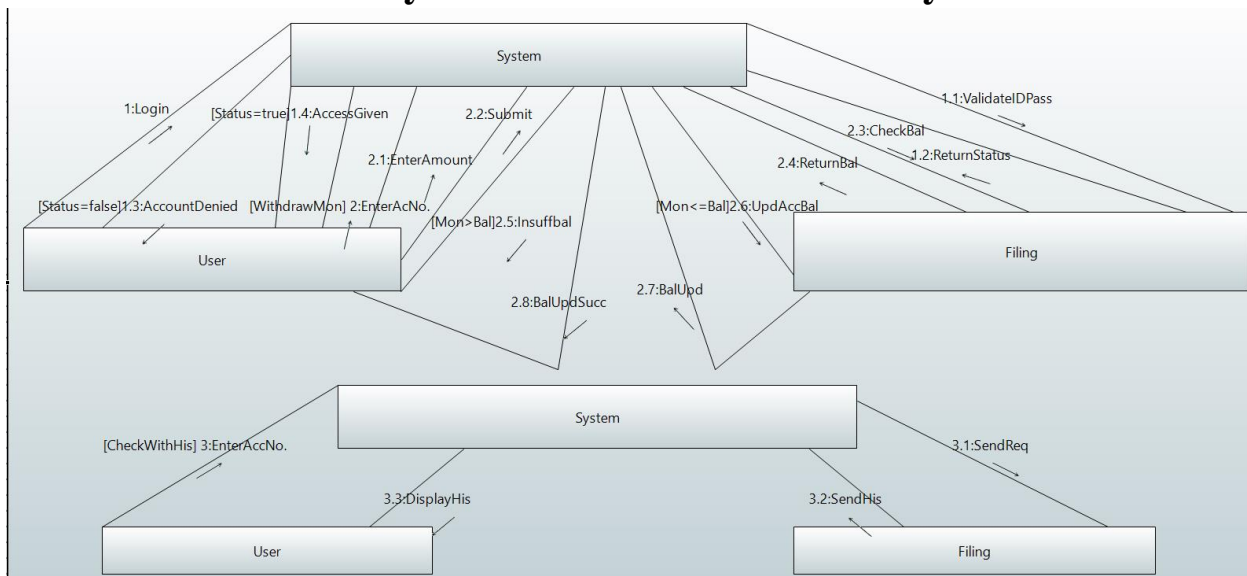 System
1:Login
[Status=true]1.4:AccessGiven
2.2:Submit
1.1:ValidateIDPass
2.3:CheckBal
2.1:EnterAmount
2.4:ReturnBal
1.2:ReturnStatus
[Status=false]1.3:AccountDenied
[WithdrawMon] 2:EnterAcNo.
[Mon>Bal]2.5:Insuffbal
[Mon<=Bal]2.6:UpdAccBal
User
Filing
2.8:BalUpdSucc
2.7:BalUpd
System
[CheckWithHis] 3:EnterAccNo.
3.1:SendReq
3.3:DisplayHis
3.2:SendHis
User
Filing